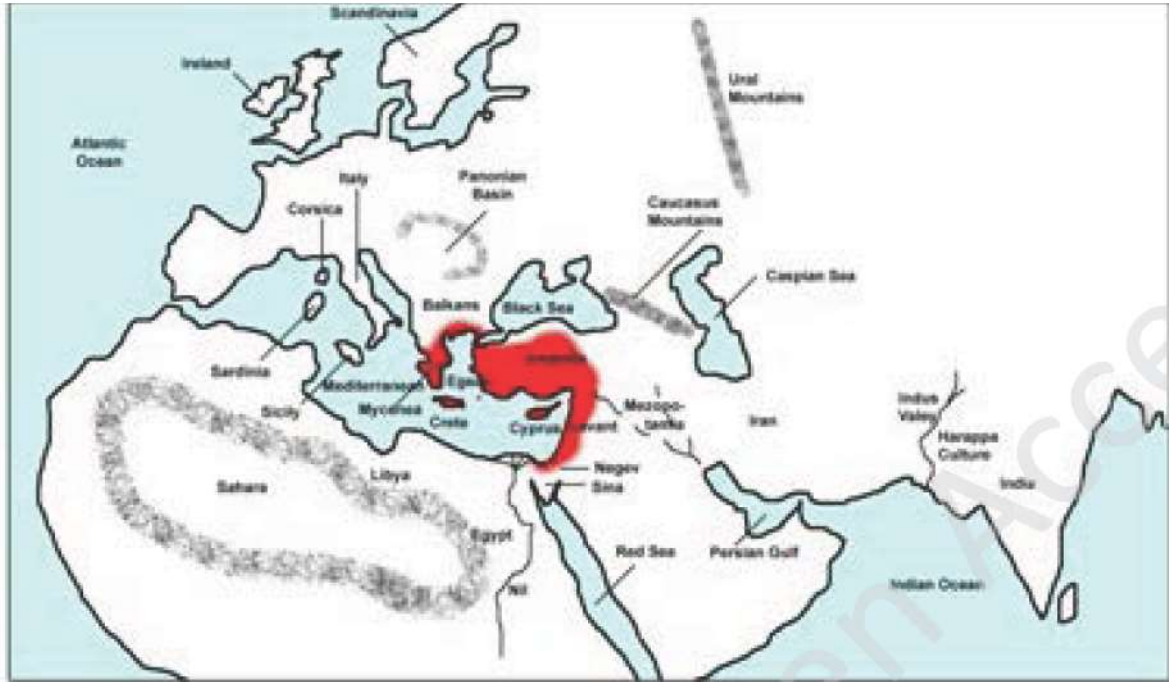 Scandinavia
Ireland
Ural
Mountains
Atlantic
Ocean
Italy
Panonian
Basin
Corsica
Caucasus
Mountains
Caspian Sea
Balkans
Black Sea
Sardinia
Mediterranean
Sicily
Mycenea
Crete
Cyprus
Mezopo-
tamia
Iran
Indus
Valey
Harappa
Culture
India
Negev
Sina
Sahara
Libya
Egypt
Nil
Red Sea
Persian Gulf
Indian Ocean